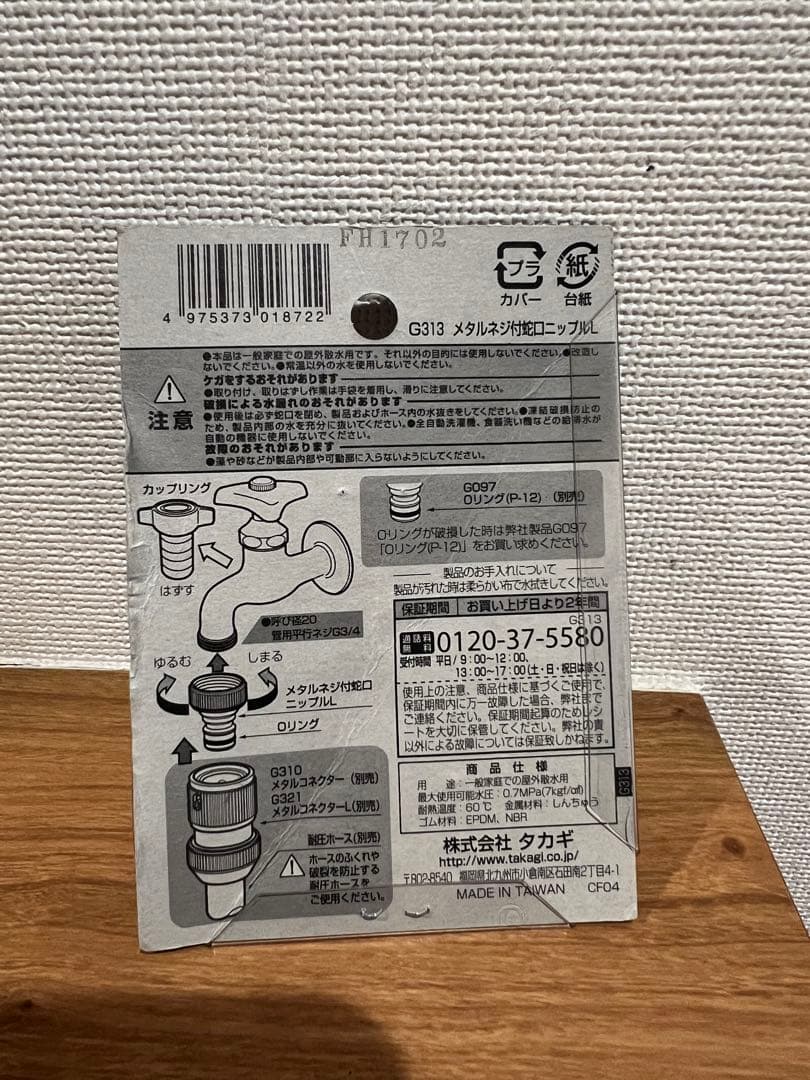 FH1702
プラ
カバー
紙
台紙
4 975373 018722
G313 メタルネジ付蛇口ニップルL
注意
●本品は一般家庭での屋外散水用です。それ以外の目的には使用しないでください。●改造し
ないでください。●常温以外の水を使用しないでください。
ケガをするおそれがあります
●取り付け、取りはずし作業は手袋を着用し、滑りに注意してください。
破損による水漏れのおそれがあります
●使用後は必ず蛇口を閉め、製品およびホース内の水抜きをしてください。●凍結破損防止の
ため、製品内部の水を充分に抜いてください。●全自動洗濯機、食器洗い機などの給排水が
自動の機器に使用しないでください。
故障のおそれがあります
●藻や砂などが製品内部や可動部に入らないようにしてください。
カップリング
はずす
●呼び径20
管用平行ネジG3/4
ゆるむ
しまる
メタルネジ付蛇口
ニップルL
Oリング
G310
メタルコネクター（別売）
G321
メタルコネクターL（別売）
耐圧ホース（別売）
ホースのふくれや
破裂を防止する
耐圧ホースを
ご使用ください。
G097
Oリング(P-12)（別売）
Oリングが破損した時は弊社製品G097
「Oリング(P-12)」をお買い求めください。
製品のお手入れについて
製品が汚れた時は柔らかい布で水拭きしてください。
保証期間 お買い上げ日より2年間
G313
通話料
無料
0120-37-5580
受付時間 平日/9:00〜12:00、
13:00〜17:00(土・日・祝日は除く)
使用上の注意、商品仕様に基づくご使用で、
保証期間内に万一故障した場合、弊社まで
ご連絡ください。保証期間起算のためレシ
ートを大切に保管してください。弊社の責
以外による故障については保証致しかねます。
商品仕様
用途:一般家庭での屋外散水用
最大使用可能水圧:0.7MPa(7kgf/c㎡)
耐熱温度:60℃ 金属材料:しんちゅう
ゴム材料:EPDM、NBR
G313
株式会社 タカギ
http://www.takagi.co.jp/
〒802-8540 福岡県北九州市小倉南区石田南2丁目4-1
MADE IN TAIWAN CF04